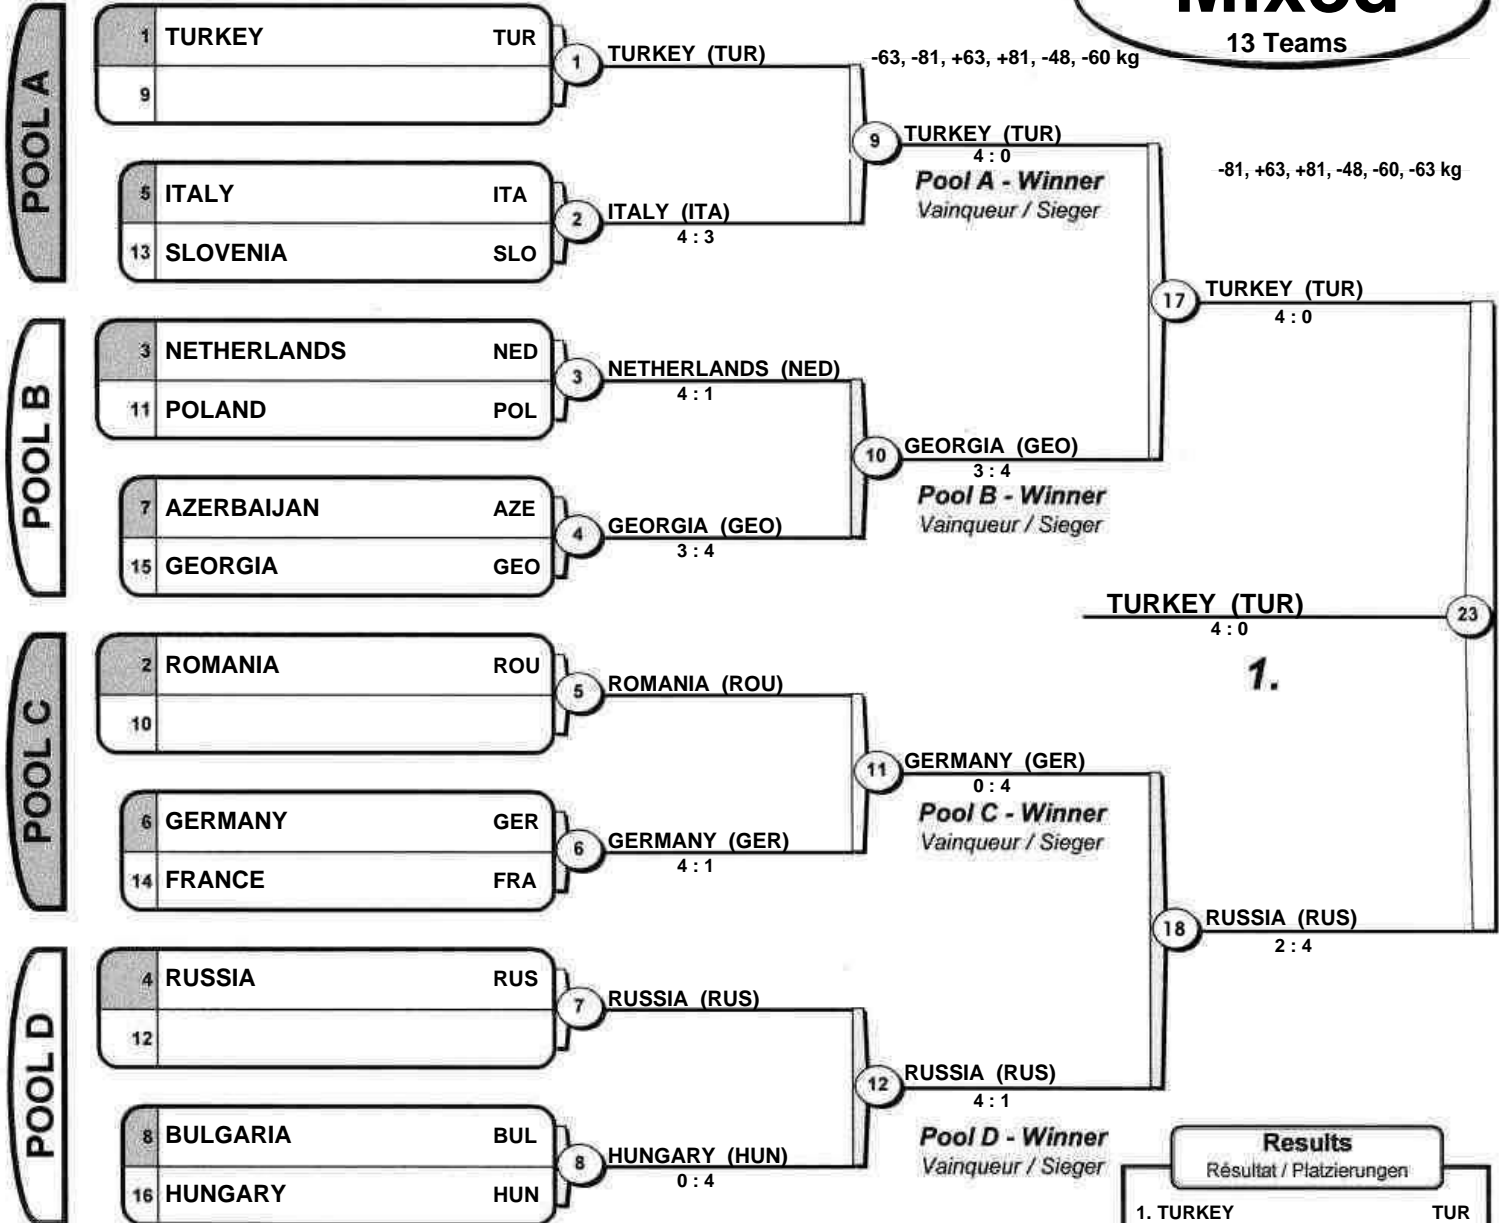 Mixed
13 Teams
-63, -81, +63, +81, -48, -60 kg
-81, +63, +81, -48, -60, -63 kg
POOL A
1 TURKEY TUR
9
5 ITALY ITA
13 SLOVENIA SLO
1 TURKEY (TUR)
2 ITALY (ITA)
4 : 3
9 TURKEY (TUR)
4 : 0
Pool A - Winner
Vainqueur / Sieger
POOL B
3 NETHERLANDS NED
11 POLAND POL
7 AZERBAIJAN AZE
15 GEORGIA GEO
3 NETHERLANDS (NED)
4 : 1
4 GEORGIA (GEO)
3 : 4
10 GEORGIA (GEO)
3 : 4
Pool B - Winner
Vainqueur / Sieger
17 TURKEY (TUR)
4 : 0
TURKEY (TUR) 23
4 : 0
1.
POOL C
2 ROMANIA ROU
10
6 GERMANY GER
14 FRANCE FRA
5 ROMANIA (ROU)
6 GERMANY (GER)
4 : 1
11 GERMANY (GER)
0 : 4
Pool C - Winner
Vainqueur / Sieger
18 RUSSIA (RUS)
2 : 4
POOL D
4 RUSSIA RUS
12
8 BULGARIA BUL
16 HUNGARY HUN
7 RUSSIA (RUS)
8 HUNGARY (HUN)
0 : 4
12 RUSSIA (RUS)
4 : 1
Pool D - Winner
Vainqueur / Sieger
Results
Résultat / Platzierungen
1. TURKEY TUR